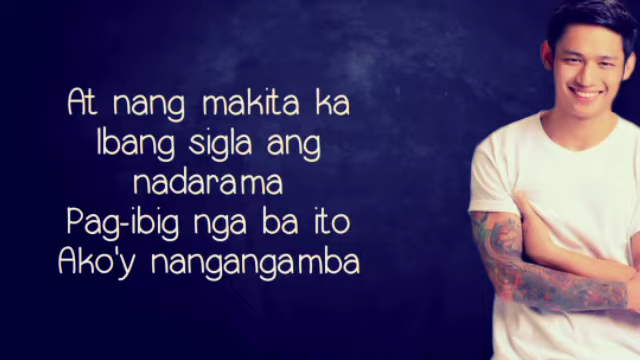 At nang makita ka
Ibang sigla ang
nadarama
Pag-ibig nga ba ito
Ako'y nangangamba